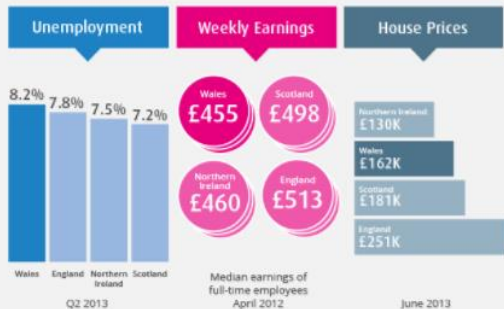 Unemployment
8.2%
7.8%
7.5%
7.2%
Wales
England
Northern
Ireland
Scotland
Q2 2013
Weekly Earnings
Wales
£455
Scotland
£498
Northern
Ireland
£460
England
£513
Median earnings of
full-time employees
April 2012
House Prices
Northern Ireland
£130K
Wales
£162K
Scotland
£181K
England
£251K
June 2013